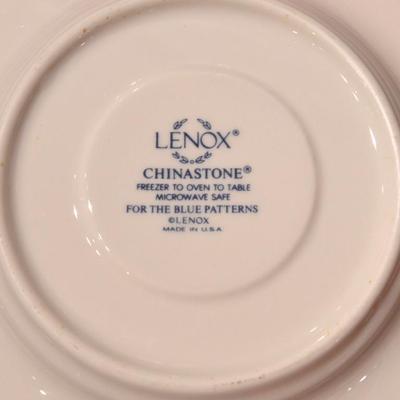 LENOX®
CHINASTONE®
FREEZER TO OVEN TO TABLE
MICROWAVE SAFE
FOR THE BLUE PATTERNS
©LENOX
MADE IN U.S.A.